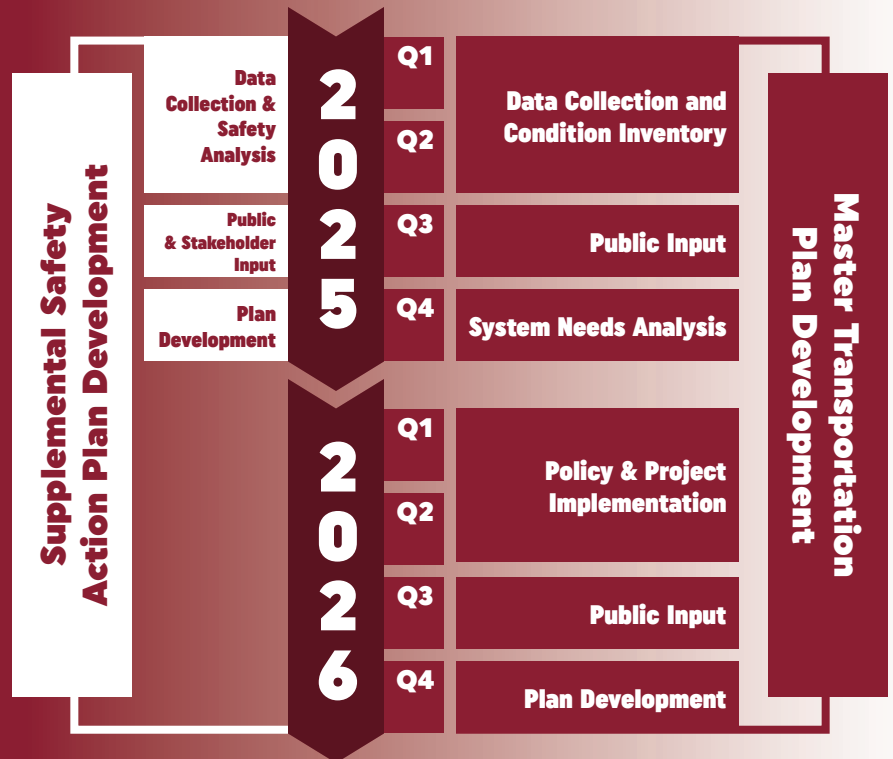 Supplemental Safety
Action Plan Development
Data
Collection &
Safety
Analysis
Public
& Stakeholder
Input
Plan
Development
2025
Q1
Q2
Q3
Q4
Data Collection and
Condition Inventory
Public Input
System Needs Analysis
2026
Q1
Q2
Q3
Q4
Policy & Project
Implementation
Public Input
Plan Development
Master Transportation
Plan Development